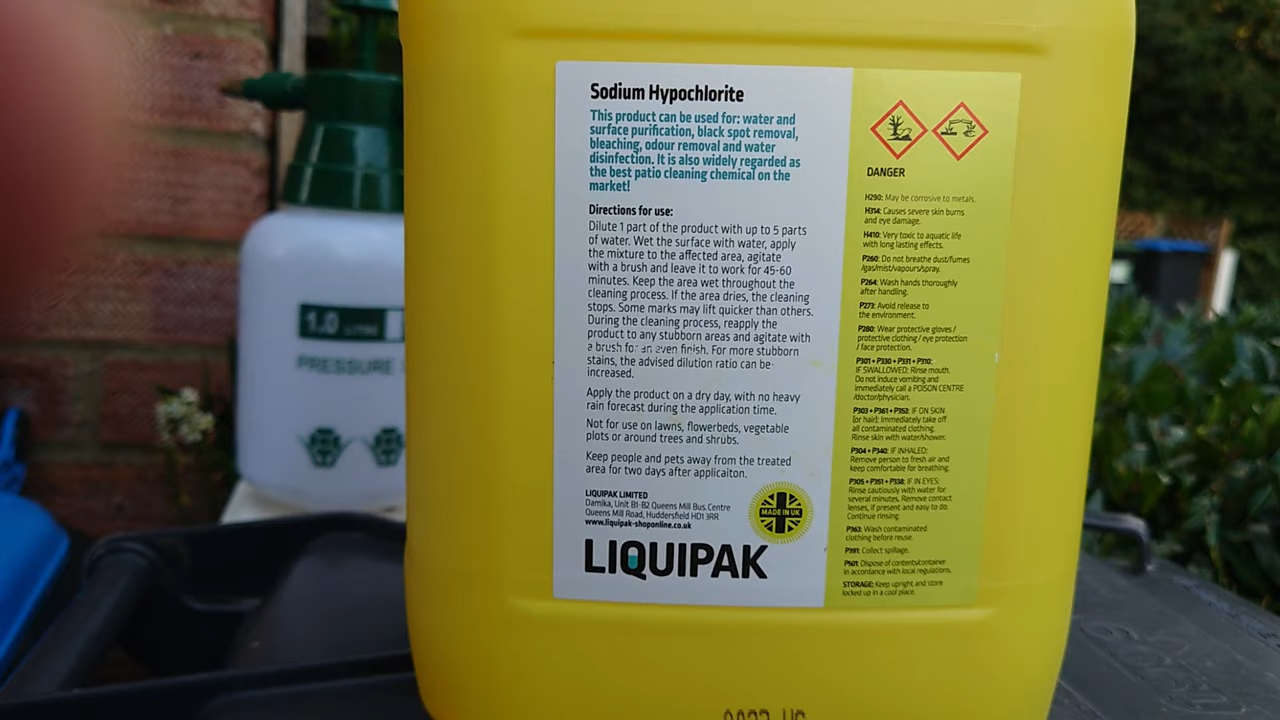 Sodium Hypochlorite
This product can be used for: water and
surface purification, black spot removal,
bleaching, odour removal and water
disinfection. It is also widely regarded as
the best patio cleaning chemical on the
market!
Directions for use:
Dilute 1 part of the product with up to 5 parts
of water. Wet the surface with water, apply
the mixture to the affected area, agitate
with a brush and leave it to work for 45-60
minutes. Keep the area wet throughout the
cleaning process. If the area dries, the cleaning
stops. Some marks may lift quicker than others.
During the cleaning process, reapply the
product to any stubborn areas and agitate with
a brush for an even finish. For more stubborn
stains, the advised dilution ratio can be
increased.
Apply the product on a dry day, with no heavy
rain forecast during the application time.
Not for use on lawns, flowerbeds, vegetable
plots or around trees and shrubs.
Keep people and pets away from the treated
area for two days after applicaiton.
LIQUIPAK LIMITED
Damika, Unit B1-B2 Queens Mill Bus.Centre
Queens Mill Road, Huddersfield HD1 3RR
www.liquipak-shoponline.co.uk
MADE IN UK
LIQUIPAK
DANGER
H290: May be corrosive to metals.
H314: Causes severe skin burns
and eye damage.
H410: Very toxic to aquatic life
with long lasting effects.
P260: Do not breathe dust/fumes
/gas/mist/vapours/spray.
P264: Wash hands thoroughly
after handling.
P273: Avoid release to
the environment.
P280: Wear protective gloves/
protective clothing / eye protection
/ face protection.
P301 + P330 + P331 + P310:
IF SWALLOWED: Rinse mouth.
Do not induce vomiting and
immediately call a POISON CENTRE
/doctor/physician.
P303 + P361 + P353: IF ON SKIN
(or hair): Immediately take off
all contaminated clothing.
Rinse skin with water/shower.
P304 + P340: IF INHALED:
Remove person to fresh air and
keep comfortable for breathing.
P305 + P351 + P338: IF IN EYES:
Rinse cautiously with water for
several minutes. Remove contact
lenses, if present and easy to do.
Continue rinsing.
P363: Wash contaminated
clothing before reuse.
P391: Collect spillage.
P501: Dispose of contents/container
in accordance with local regulations.
STORAGE: Keep upright and store
locked up in a cool place.
1.0 LITRE
PRESSURE